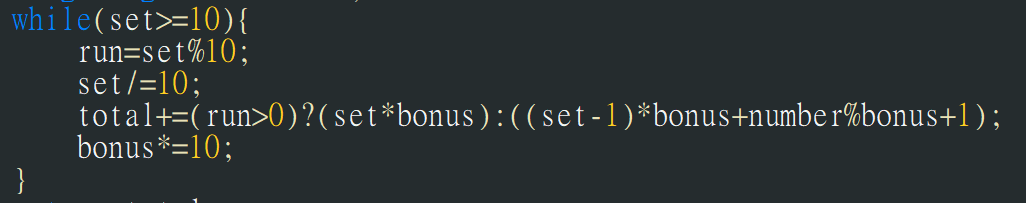 while(set>=10){
run=set%10;
set/=10;
total+=(run>0)?(set*bonus):((set-1)*bonus+number%bonus+1);
bonus*=10;
}